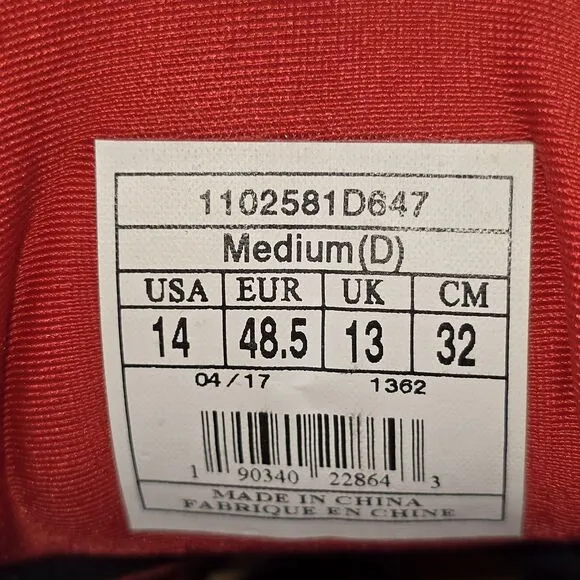 1102581D647
Medium(D)
USA EUR UK CM
14 48.5 13 32
04/17 1362
1 90340 22864 3
MADE IN CHINA
FABRIQUE EN CHINE